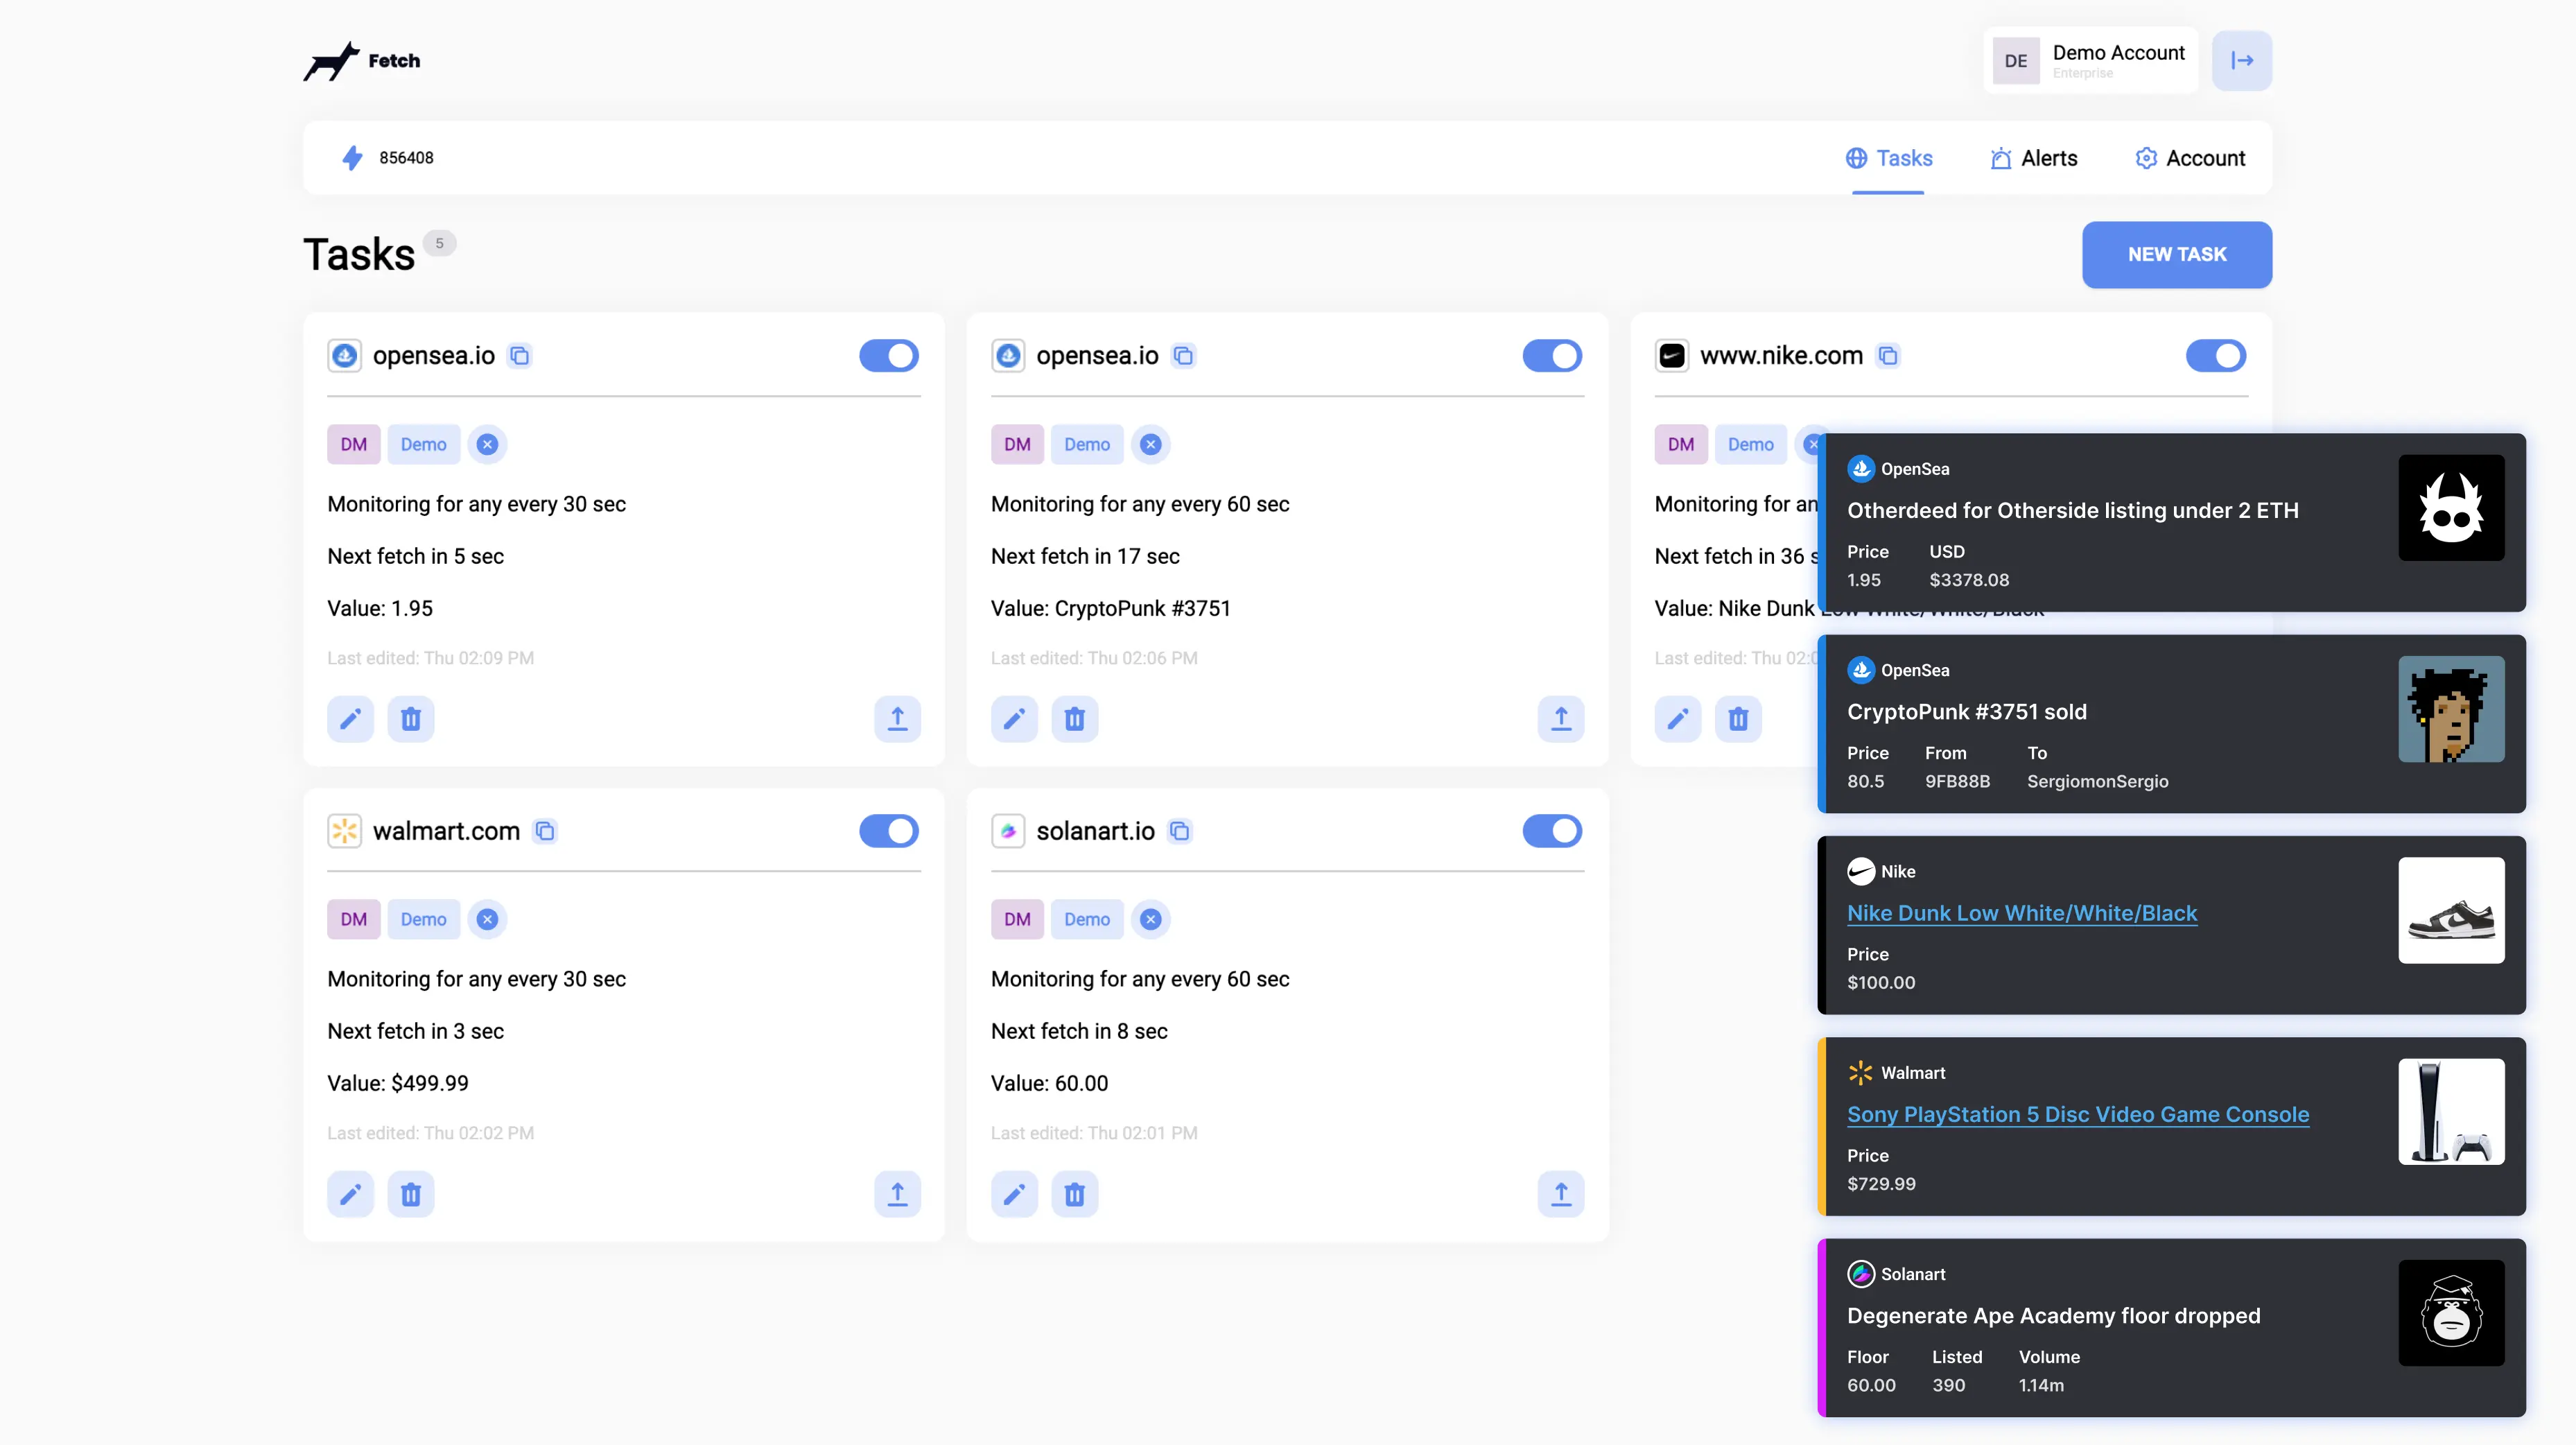 Fetch
DE
Demo Account
Enterprise
856408
Tasks
Alerts
Account
Tasks
5
NEW TASK
opensea.io
DM
Demo
Monitoring for any every 30 sec
Next fetch in 5 sec
Value: 1.95
Last edited: Thu 02:09 PM
opensea.io
DM
Demo
Monitoring for any every 60 sec
Next fetch in 17 sec
Value: CryptoPunk #3751
Last edited: Thu 02:06 PM
www.nike.com
DM
Demo
Monitoring for an
Next fetch in 36 s
Value: Nike Dunk Low White/White/Black
Last edited: Thu 02:0
walmart.com
DM
Demo
Monitoring for any every 30 sec
Next fetch in 3 sec
Value: $499.99
Last edited: Thu 02:02 PM
solanart.io
DM
Demo
Monitoring for any every 60 sec
Next fetch in 8 sec
Value: 60.00
Last edited: Thu 02:01 PM
OpenSea
Otherdeed for Otherside listing under 2 ETH
Price USD
1.95 $3378.08
OpenSea
CryptoPunk #3751 sold
Price From To
80.5 9FB88B SergiomonSergio
Nike
Nike Dunk Low White/White/Black
Price
$100.00
Walmart
Sony PlayStation 5 Disc Video Game Console
Price
$729.99
Solanart
Degenerate Ape Academy floor dropped
Floor Listed Volume
60.00 390 1.14m